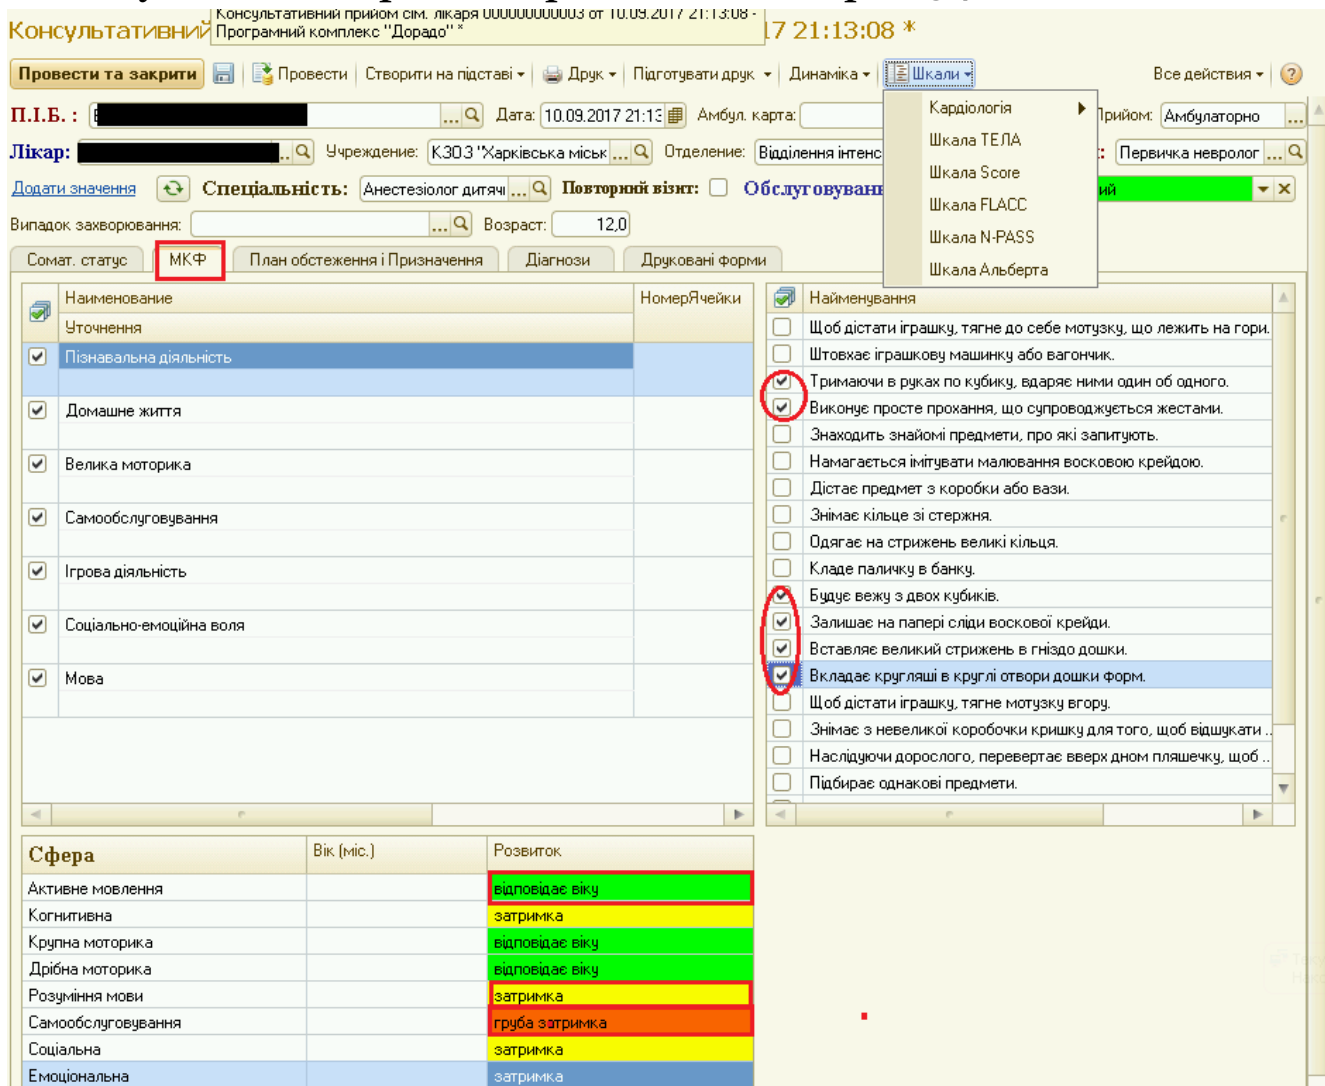 Консультативний прийом сім. лікаря 000000000003 от 10.09.2017 21:13:08 -
Програмний комплекс "Дорадо" *
Консультативний
17 21:13:08 *
Провести та закрити Провести Створити на підставі Друк Підготувати друк Динаміка Шкали Все действия ?
Кардіологія
Шкала ТЕЛА
Шкала Score
Шкала FLACC
Шкала N-PASS
Шкала Альберта
П.І.Б. : ... Дата: 10.09.2017 21:13 Амбул. карта: Прийом: Амбулаторно ...
Лікар: ... Учреждение: КЗОЗ "Харківська міськ ... Отделение: Відділення інтенс : Первичка невролог ...
Додати значення Спеціальність: Анестезіолог дитячі ... Повторний візит: Обслуговуванн ий
Випадок захворювання: ... Возраст: 12,0
Сомат. статус МКФ План обстеження і Призначення Діагнози Друковані форми
Наименование НомерЯчейки
Уточнення
Пізнавальна діяльність
Домашне життя
Велика моторика
Самообслуговування
Ігрова діяльність
Соціально-емоційна воля
Мова
Найменування
Щоб дістати іграшку, тягне до себе мотузку, що лежить на гори.
Штовхає іграшкову машинку або вагончик.
Тримаючи в руках по кубику, вдаряє ними один об одного.
Виконує просте прохання, що супроводжується жестами.
Знаходить знайомі предмети, про які запитують.
Намагається імітувати малювання восковою крейдою.
Дістає предмет з коробки або вази.
Знімає кільце зі стержня.
Одягає на стрижень великі кільця.
Кладе паличку в банку.
Будує вежу з двох кубиків.
Залишає на папері сліди воскової крейди.
Вставляє великий стрижень в гніздо дошки.
Вкладає кругляші в круглі отвори дошки форм.
Щоб дістати іграшку, тягне мотузку вгору.
Знімає з невеликої коробочки кришку для того, щоб відшукати ..
Наслідуючи дорослого, перевертає вверх дном пляшечку, щоб ..
Підбирає однакові предмети.
Сфера Вік (міс.) Розвиток
Активне мовлення відповідає віку
Когнитивна затримка
Крупна моторика відповідає віку
Дрібна моторика відповідає віку
Розуміння мови затримка
Самообслуговування груба затримка
Соціальна затримка
Емоціональна затримка